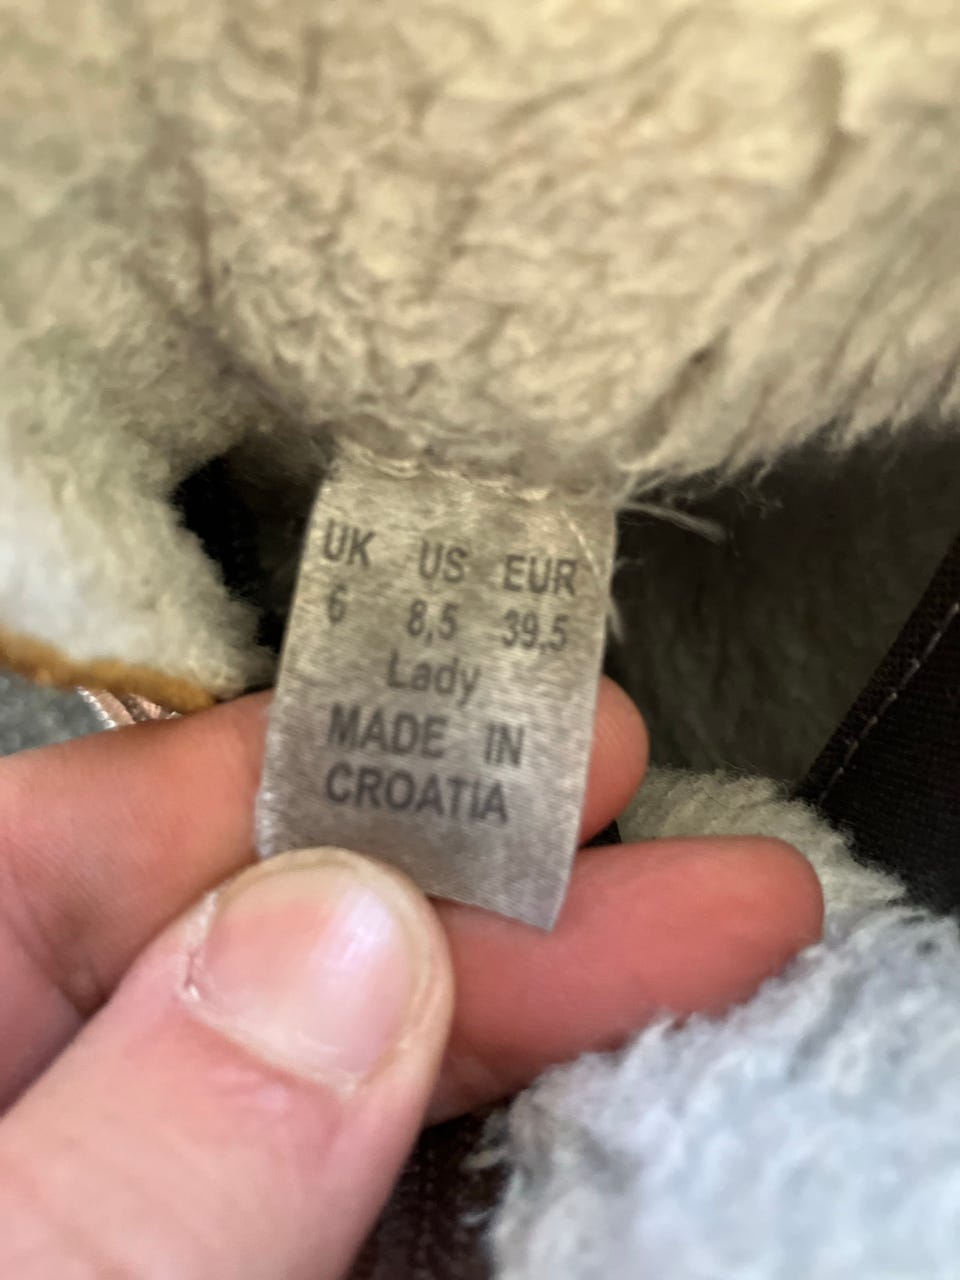 UK US EUR
6 8,5 39,5
Lady
MADE IN
CROATIA